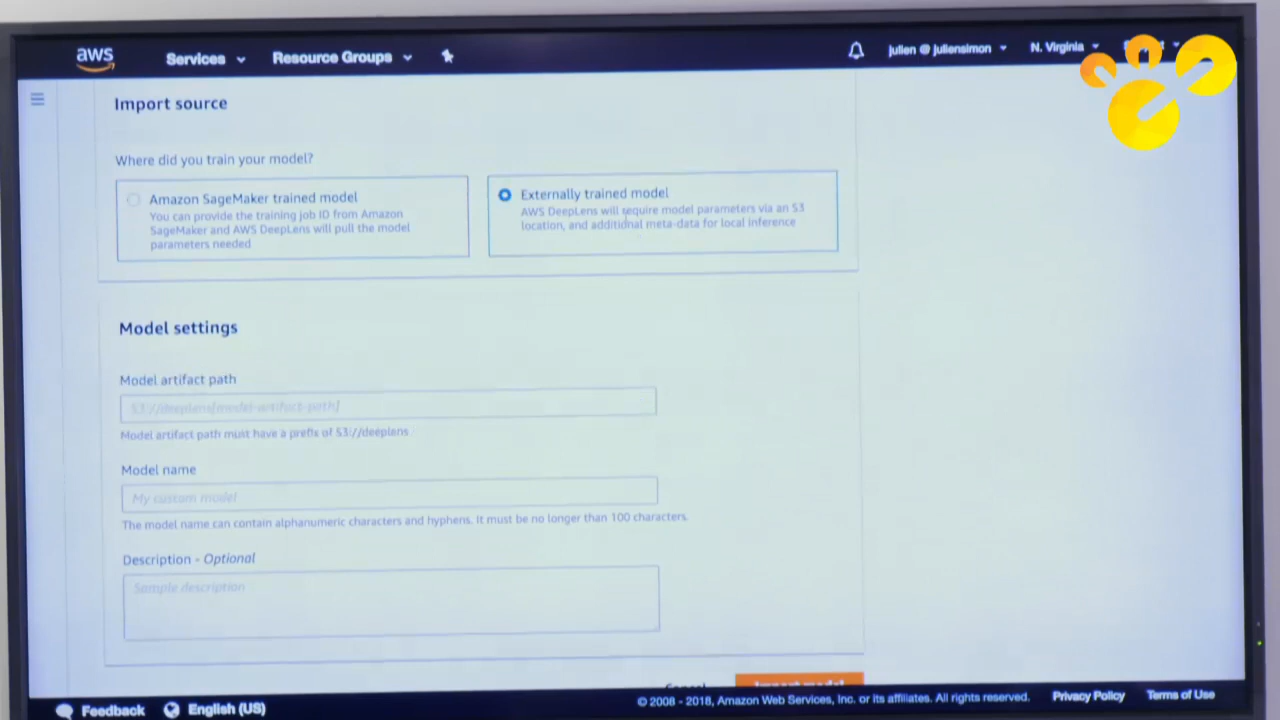 aws Services Resource Groups julien @ juliensimon N. Virginia
Import source
Where did you train your model?
Amazon SageMaker trained model
You can provide the training job ID from Amazon
SageMaker and AWS DeepLens will pull the model
parameters needed
Externally trained model
AWS DeepLens will require model parameters via an S3
location, and additional meta-data for local inference
Model settings
Model artifact path
S3://deeplens[model-artifact-path]
Model artifact path must have a prefix of S3://deeplens
Model name
My custom model
The model name can contain alphanumeric characters and hyphens. It must be no longer than 100 characters.
Description - Optional
Sample description
Cancel Import model
Feedback English (US) © 2008 - 2018, Amazon Web Services, Inc. or its affiliates. All rights reserved. Privacy Policy Terms of Use